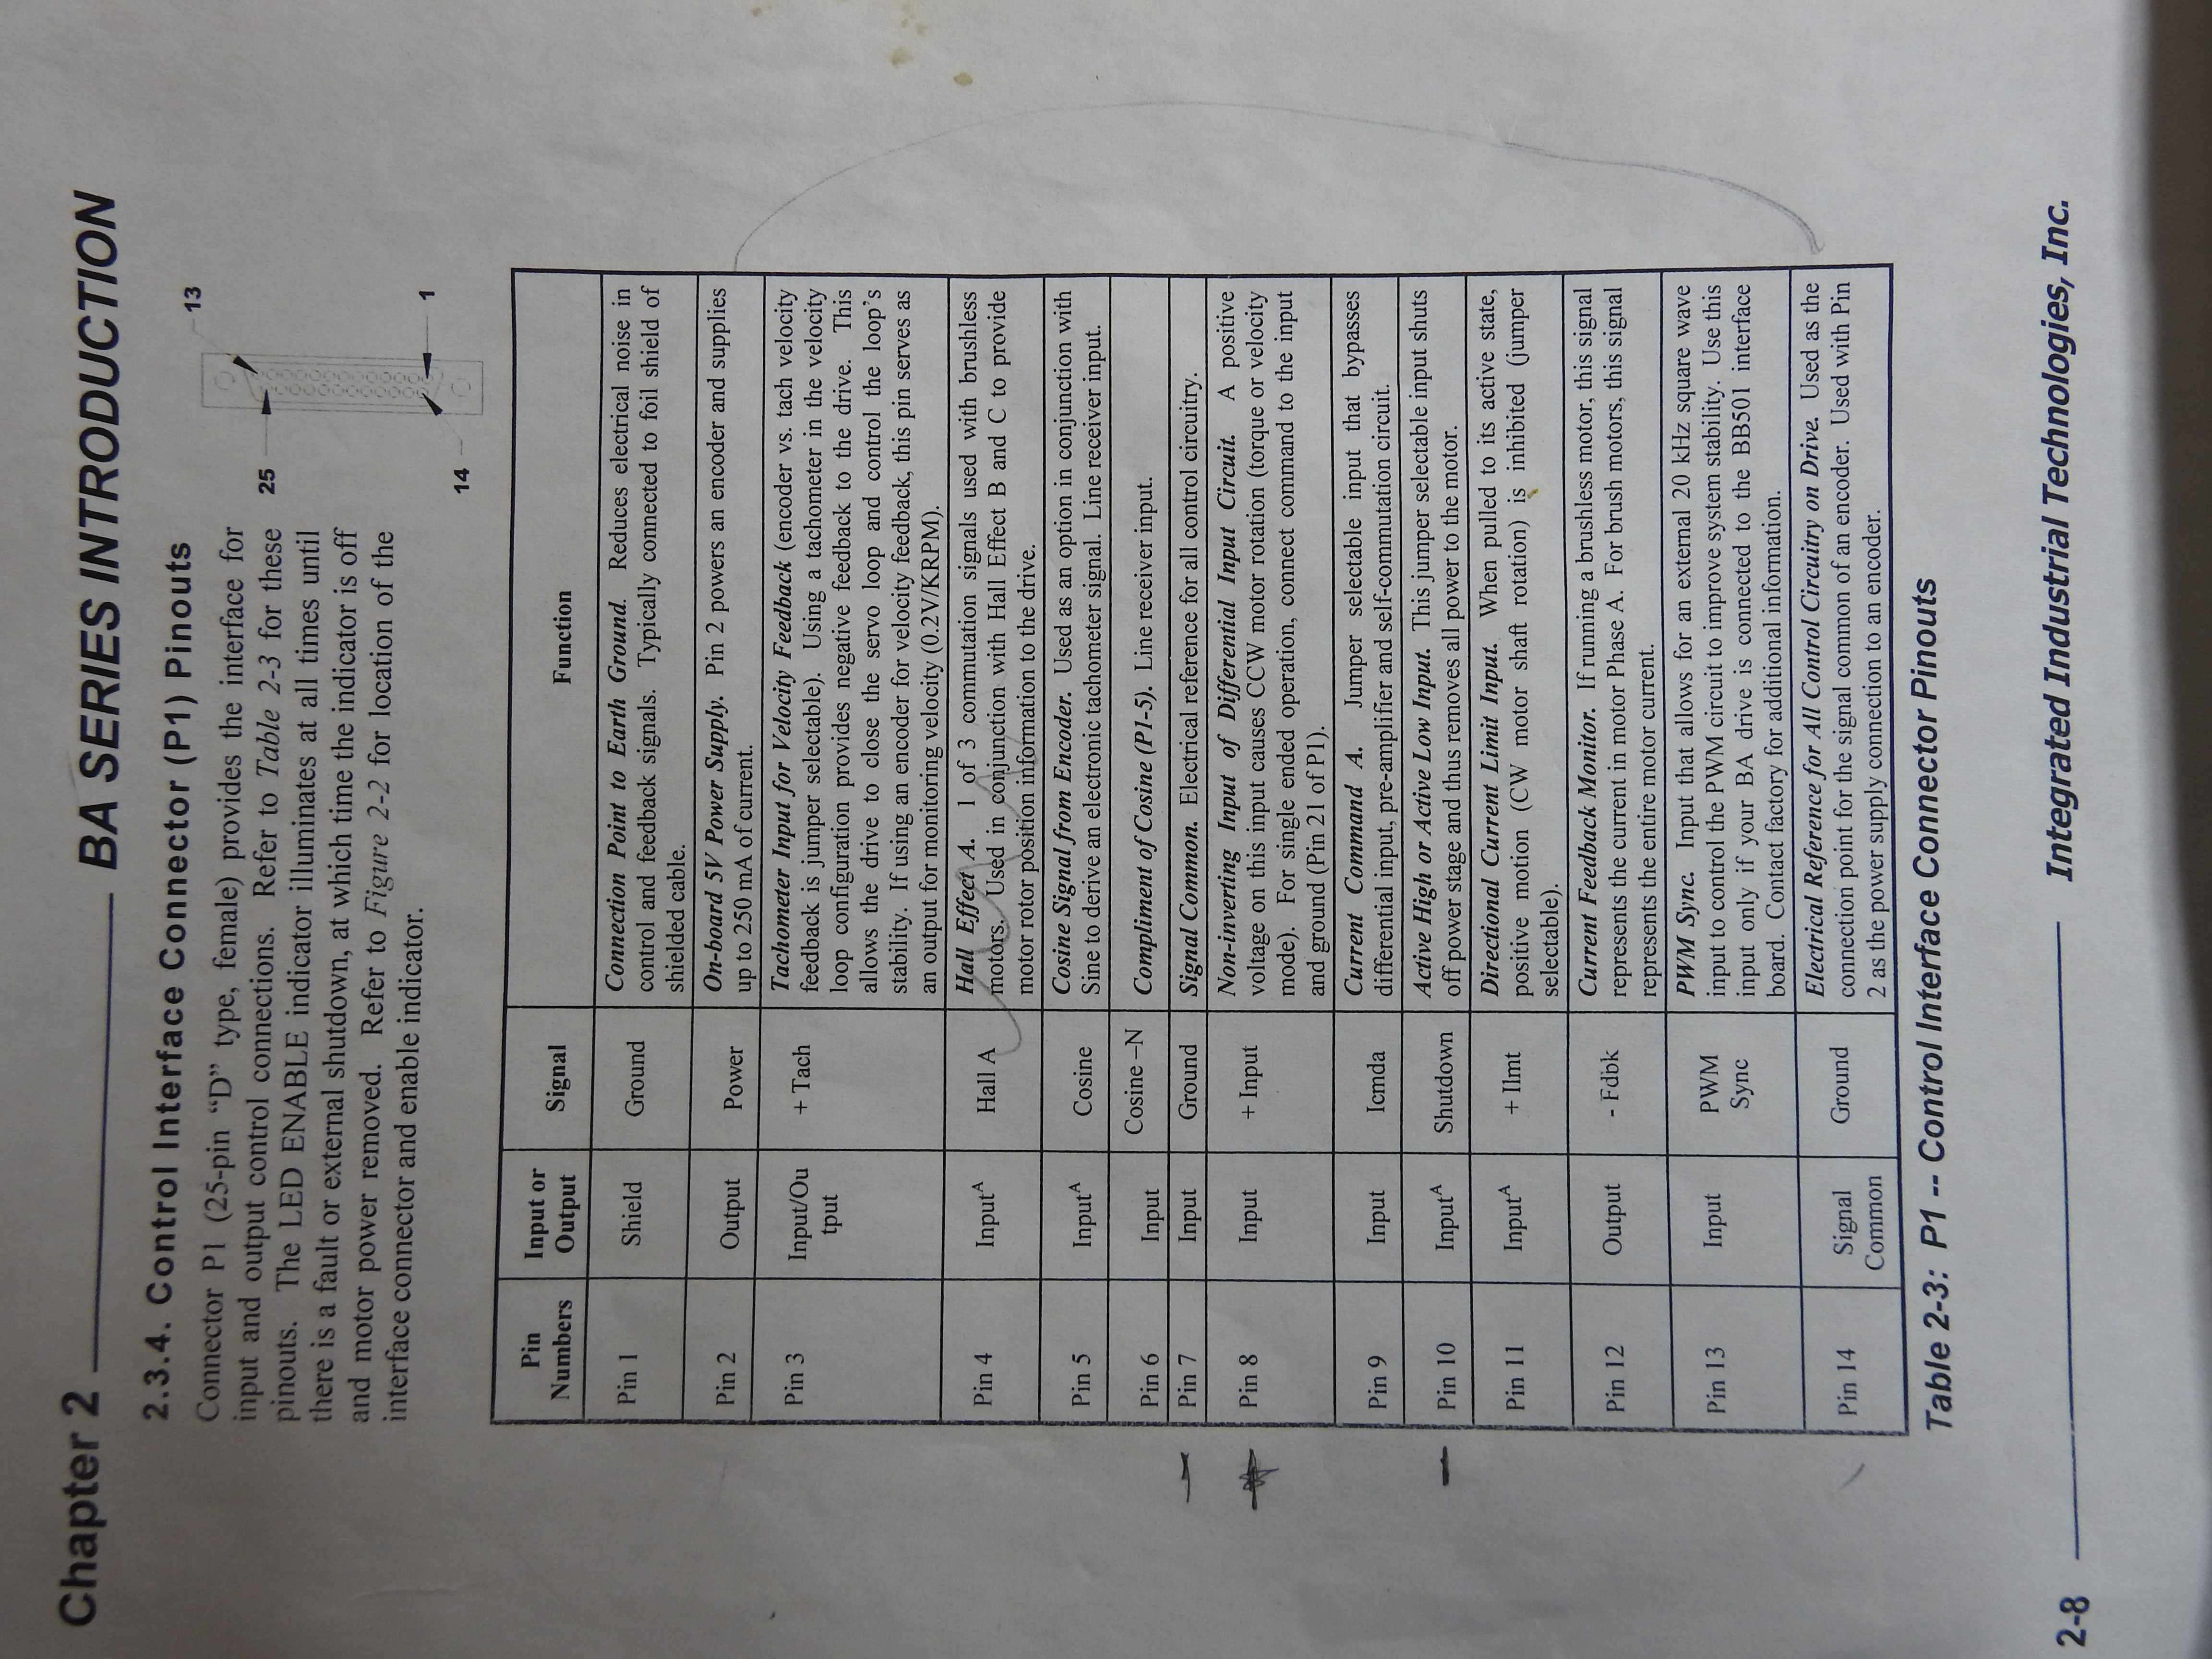 Chapter 2
BA SERIES INTRODUCTION
2.3.4. Control Interface Connector (P1) Pinouts
Connector P1 (25-pin “D” type, female) provides the interface for
input and output control connections. Refer to Table 2-3 for these
pinouts. The LED ENABLE indicator illuminates at all times until
there is a fault or external shutdown, at which time the indicator is off
and motor power removed. Refer to Figure 2-2 for location of the
interface connector and enable indicator.
13
25
1
14
Pin Numbers
Input or Output
Signal
Function
Pin 1
Shield
Ground
Connection Point to Earth Ground. Reduces electrical noise in
control and feedback signals. Typically connected to foil shield of
shielded cable.
Pin 2
Output
Power
On-board 5V Power Supply. Pin 2 powers an encoder and supplies
up to 250 mA of current.
Pin 3
Input/Ou
tput
+ Tach
Tachometer Input for Velocity Feedback (encoder vs. tach velocity
feedback is jumper selectable). Using a tachometer in the velocity
loop configuration provides negative feedback to the drive. This
allows the drive to close the servo loop and control the loop’s
stability. If using an encoder for velocity feedback, this pin serves as
an output for monitoring velocity (0.2V/KRPM).
Pin 4
Input^A
Hall A
Hall Effect A. 1 of 3 commutation signals used with brushless
motors. Used in conjunction with Hall Effect B and C to provide
motor rotor position information to the drive.
Pin 5
Input^A
Cosine
Cosine Signal from Encoder. Used as an option in conjunction with
Sine to derive an electronic tachometer signal. Line receiver input.
Pin 6
Input
Cosine –N
Compliment of Cosine (P1-5). Line receiver input.
Pin 7
Input
Ground
Signal Common. Electrical reference for all control circuitry.
Pin 8
Input
+ Input
Non-inverting Input of Differential Input Circuit. A positive
voltage on this input causes CCW motor rotation (torque or velocity
mode). For single ended operation, connect command to the input
and ground (Pin 21 of P1).
Pin 9
Input
Icmda
Current Command A. Jumper selectable input that bypasses
differential input, pre-amplifier and self-commutation circuit.
Pin 10
Input^A
Shutdown
Active High or Active Low Input. This jumper selectable input shuts
off power stage and thus removes all power to the motor.
Pin 11
Input^A
+ Ilmt
Directional Current Limit Input. When pulled to its active state,
positive motion (CW motor shaft rotation) is inhibited (jumper
selectable).
Pin 12
Output
- Fdbk
Current Feedback Monitor. If running a brushless motor, this signal
represents the current in motor Phase A. For brush motors, this signal
represents the entire motor current.
Pin 13
Input
PWM
Sync
PWM Sync. Input that allows for an external 20 kHz square wave
input to control the PWM circuit to improve system stability. Use this
input only if your BA drive is connected to the BB501 interface
board. Contact factory for additional information.
Pin 14
Signal
Common
Ground
Electrical Reference for All Control Circuitry on Drive. Used as the
connection point for the signal common of an encoder. Used with Pin
2 as the power supply connection to an encoder.
Table 2-3: P1 -- Control Interface Connector Pinouts
2-8
Integrated Industrial Technologies, Inc.